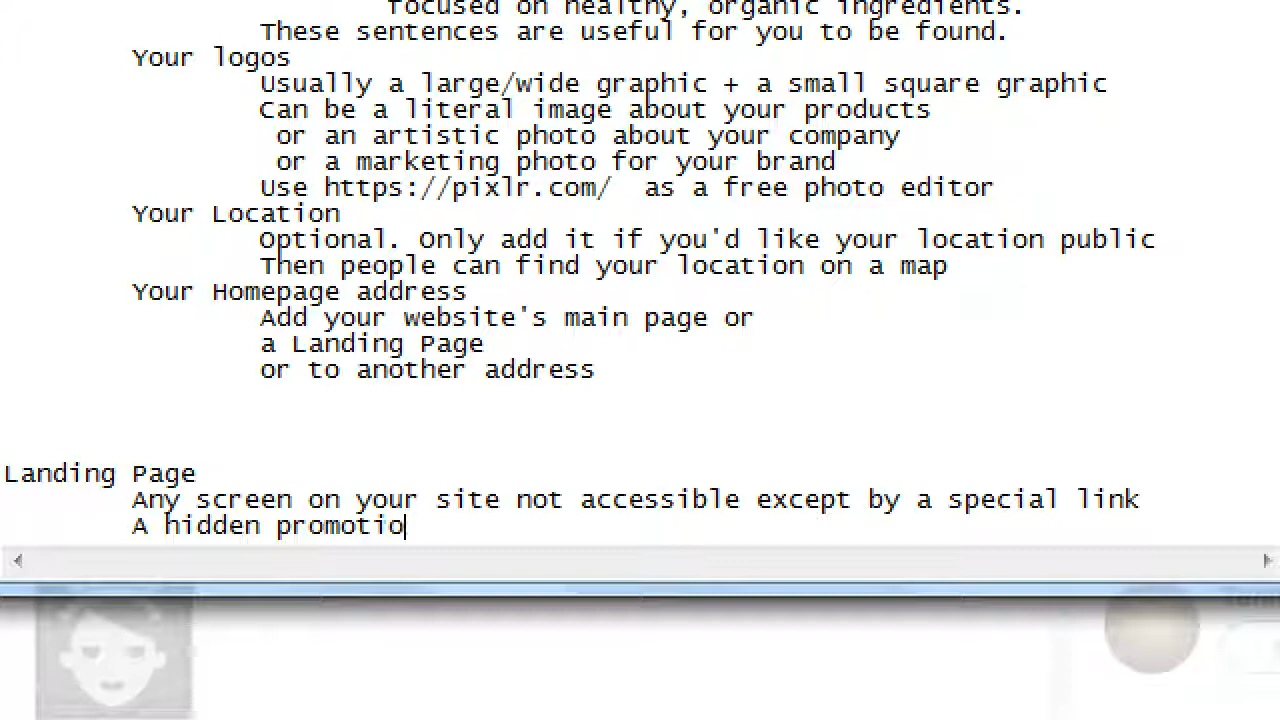 focused on healthy, organic ingredients.
These sentences are useful for you to be found.
Your logos
Usually a large/wide graphic + a small square graphic
Can be a literal image about your products
or an artistic photo about your company
or a marketing photo for your brand
Use https://pixlr.com/ as a free photo editor
Your Location
Optional. Only add it if you'd like your location public
Then people can find your location on a map
Your Homepage address
Add your website's main page or
a Landing Page
or to another address
Landing Page
Any screen on your site not accessible except by a special link
A hidden promotio